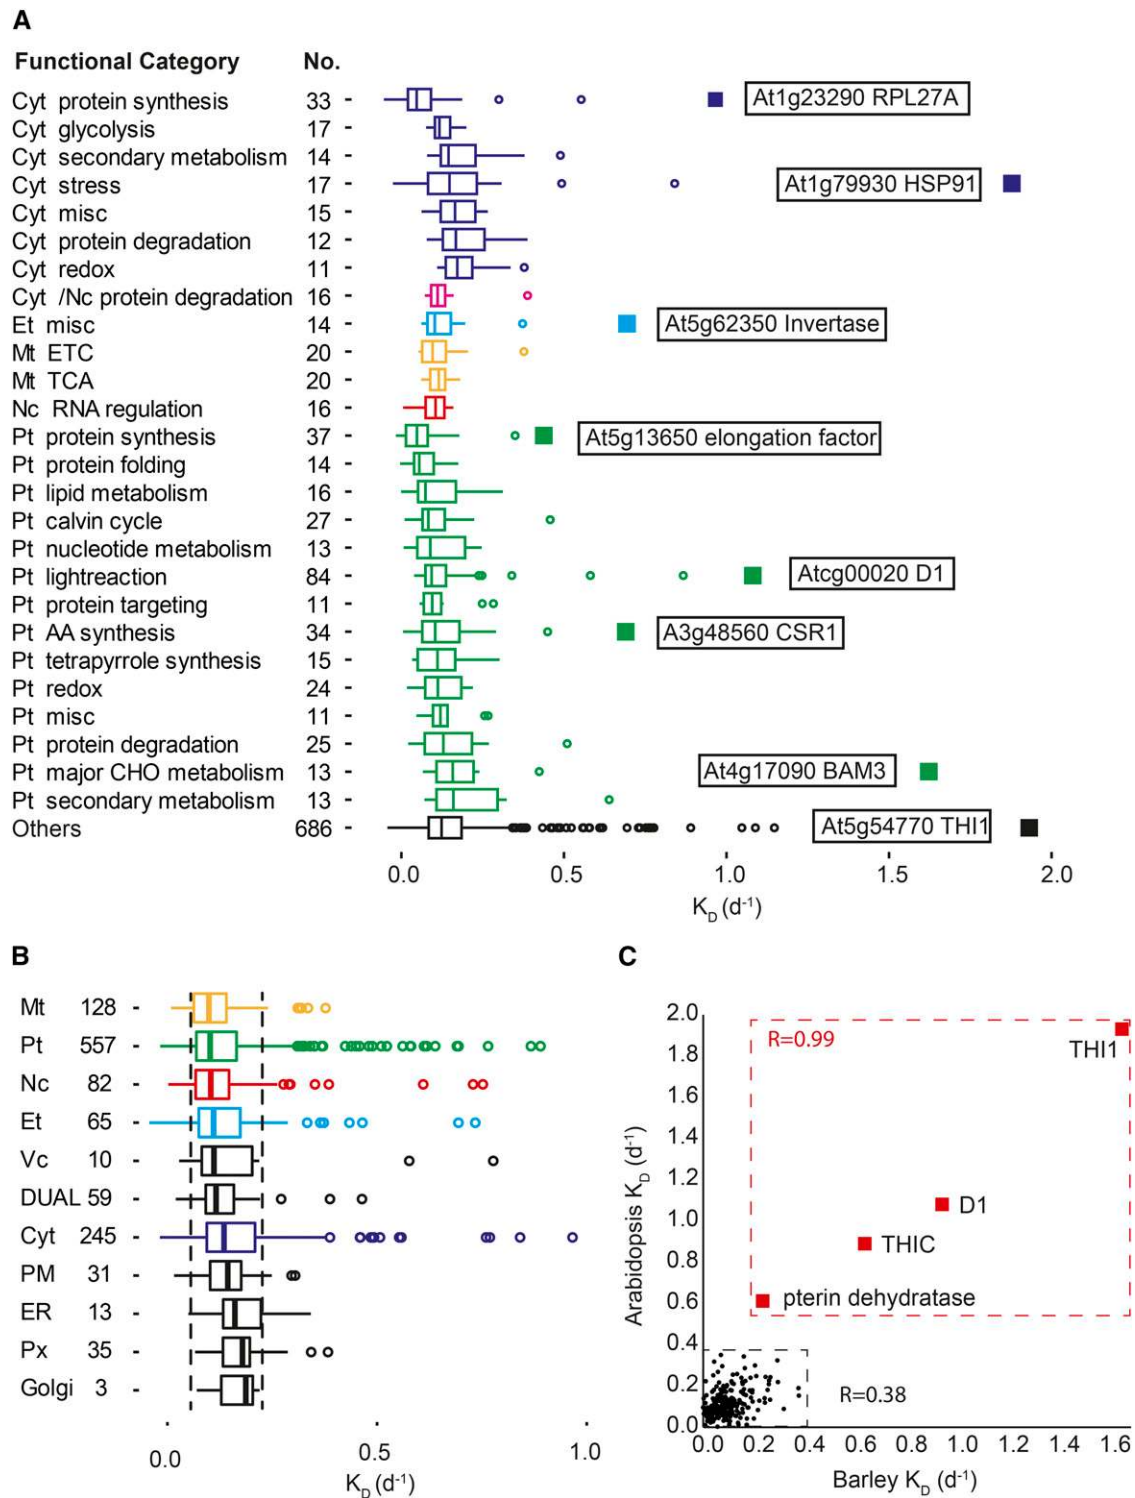 A
Functional Category No.
Cyt protein synthesis 33 - At1g23290 RPL27A
Cyt glycolysis 17 -
Cyt secondary metabolism 14 -
Cyt stress 17 - At1g79930 HSP91
Cyt misc 15 -
Cyt protein degradation 12 -
Cyt redox 11 -
Cyt /Nc protein degradation 16 -
Et misc 14 - At5g62350 Invertase
Mt ETC 20 -
Mt TCA 20 -
Nc RNA regulation 16 -
Pt protein synthesis 37 - At5g13650 elongation factor
Pt protein folding 14 -
Pt lipid metabolism 16 -
Pt calvin cycle 27 -
Pt nucleotide metabolism 13 -
Pt lightreaction 84 - Atcg00020 D1
Pt protein targeting 11 -
Pt AA synthesis 34 - A3g48560 CSR1
Pt tetrapyrrole synthesis 15 -
Pt redox 24 -
Pt misc 11 -
Pt protein degradation 25 -
Pt major CHO metabolism 13 - At4g17090 BAM3
Pt secondary metabolism 13 -
Others 686 - At5g54770 THI1
0.0 0.5 1.0 1.5 2.0
K_D (d⁻¹)
B
Mt 128 -
Pt 557 -
Nc 82 -
Et 65 -
Vc 10 -
DUAL 59 -
Cyt 245 -
PM 31 -
ER 13 -
Px 35 -
Golgi 3 -
0.0 0.5 1.0
K_D (d⁻¹)
C
Arabidopsis K_D (d⁻¹)
2.0
1.8
1.6
1.4
1.2
1.0
0.8
0.6
0.4
0.2
0.0
R=0.99
THI1
D1
THIC
pterin dehydratase
R=0.38
0.0 0.2 0.4 0.6 0.8 1.0 1.2 1.4 1.6
Barley K_D (d⁻¹)